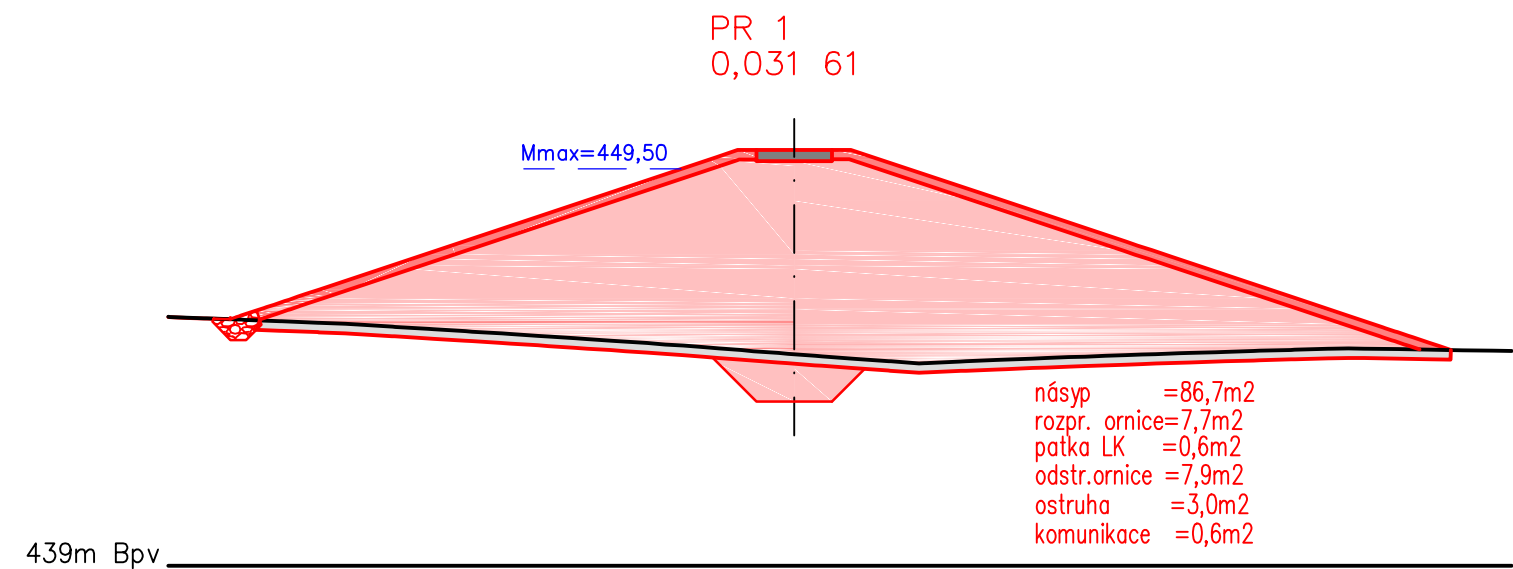 PR 1
0,031 61
Mmax=449,50
násyp =86,7m2
rozpr. ornice=7,7m2
patka LK =0,6m2
odstr.ornice =7,9m2
ostruha =3,0m2
komunikace =0,6m2
439m Bpv